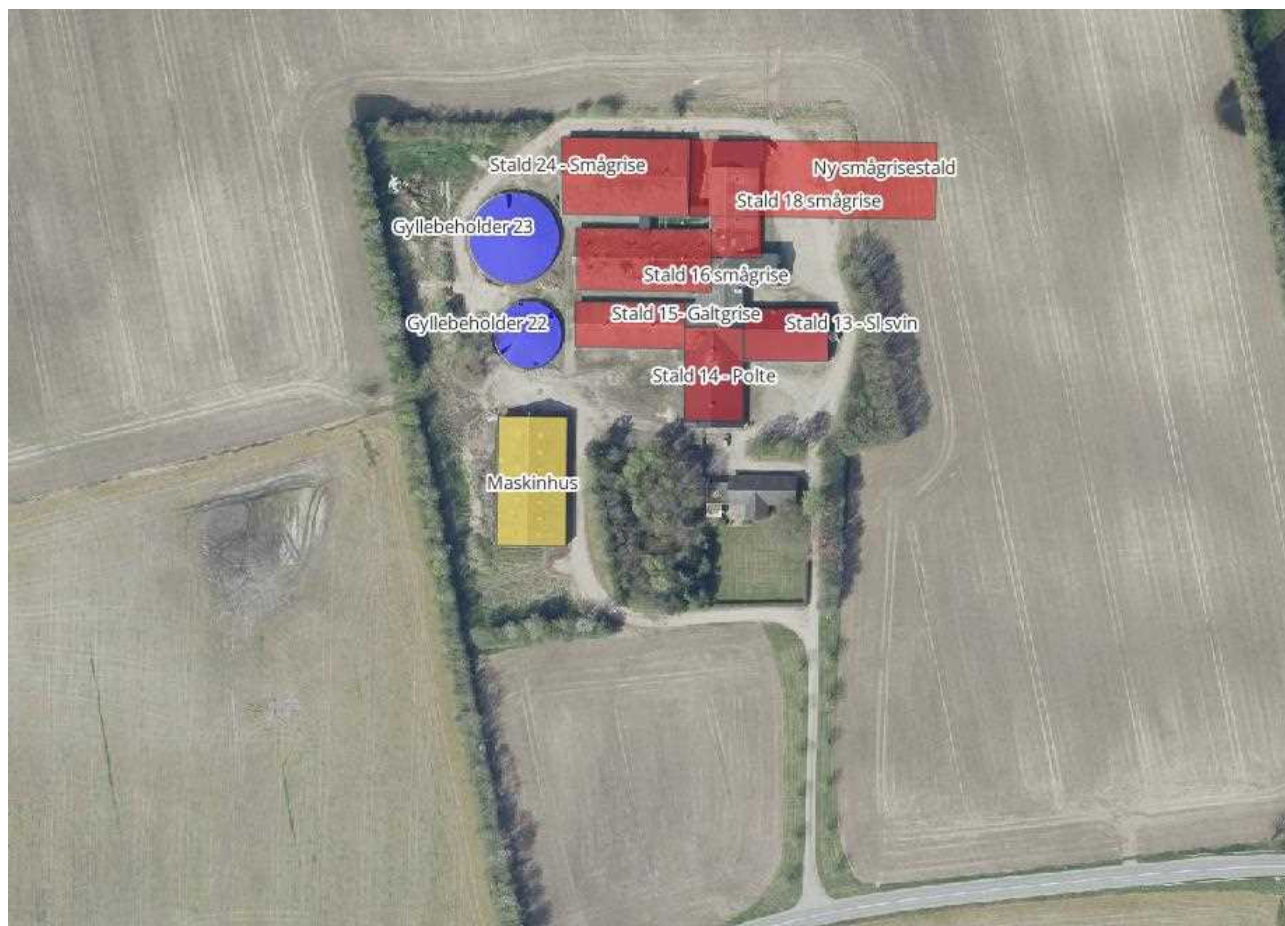 Stald 24 - Smågrise
Ny smågrisestald
Stald 18 smågrise
Gyllebeholder 23
Stald 16 smågrise
Stald 15- Galtgrise
Gyllebeholder 22
Stald 13 - Sl svin
Stald 14 - Polte
Maskinhus